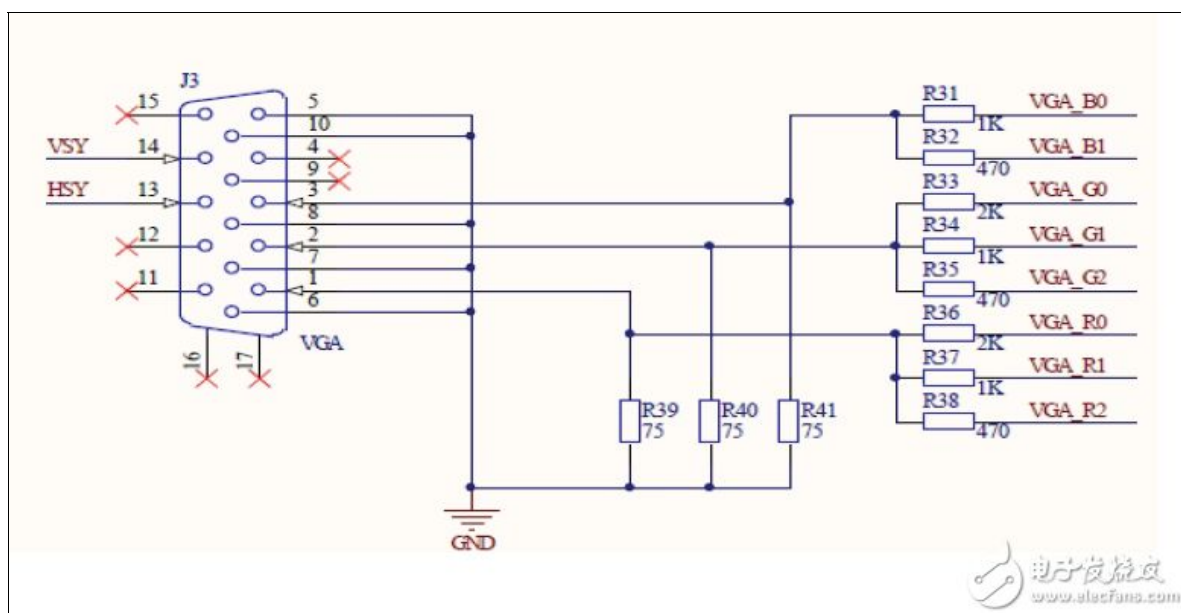 J3
15
14
13
12
11
VSY
HSY
5
10
4
9
3
8
2
7
1
6
16
17
VGA
R31
1K
VGA_B0
R32
470
VGA_B1
R33
2K
VGA_G0
R34
1K
VGA_G1
R35
470
VGA_G2
R36
2K
VGA_R0
R37
1K
VGA_R1
R38
470
VGA_R2
R39
75
R40
75
R41
75
GND
电子发烧友
www.elecfans.com